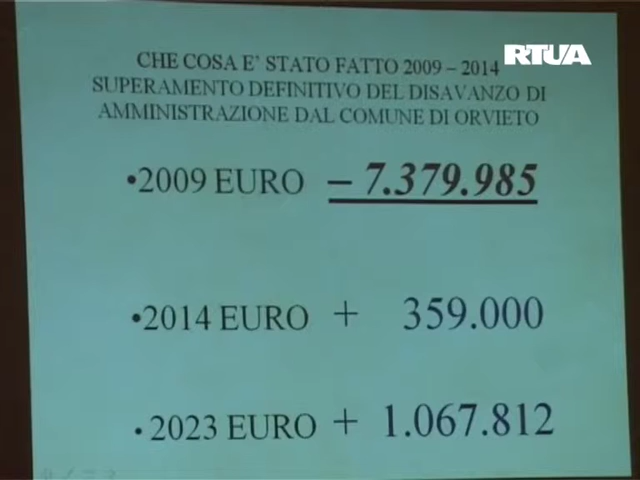 RTUA
CHE COSA E' STATO FATTO 2009 – 2014
SUPERAMENTO DEFINITIVO DEL DISAVANZO DI
AMMINISTRAZIONE DAL COMUNE DI ORVIETO
•2009 EURO – 7.379.985
•2014 EURO + 359.000
• 2023 EURO + 1.067.812